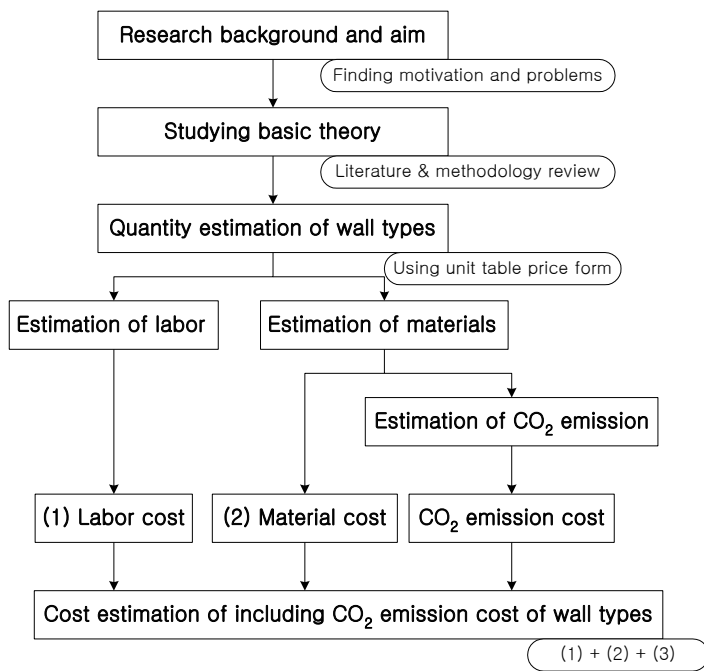 Research background and aim
Finding motivation and problems
Studying basic theory
Literature & methodology review
Quantity estimation of wall types
Using unit table price form
Estimation of labor
Estimation of materials
Estimation of CO₂ emission
(1) Labor cost
(2) Material cost
CO₂ emission cost
Cost estimation of including CO₂ emission cost of wall types
(1) + (2) + (3)